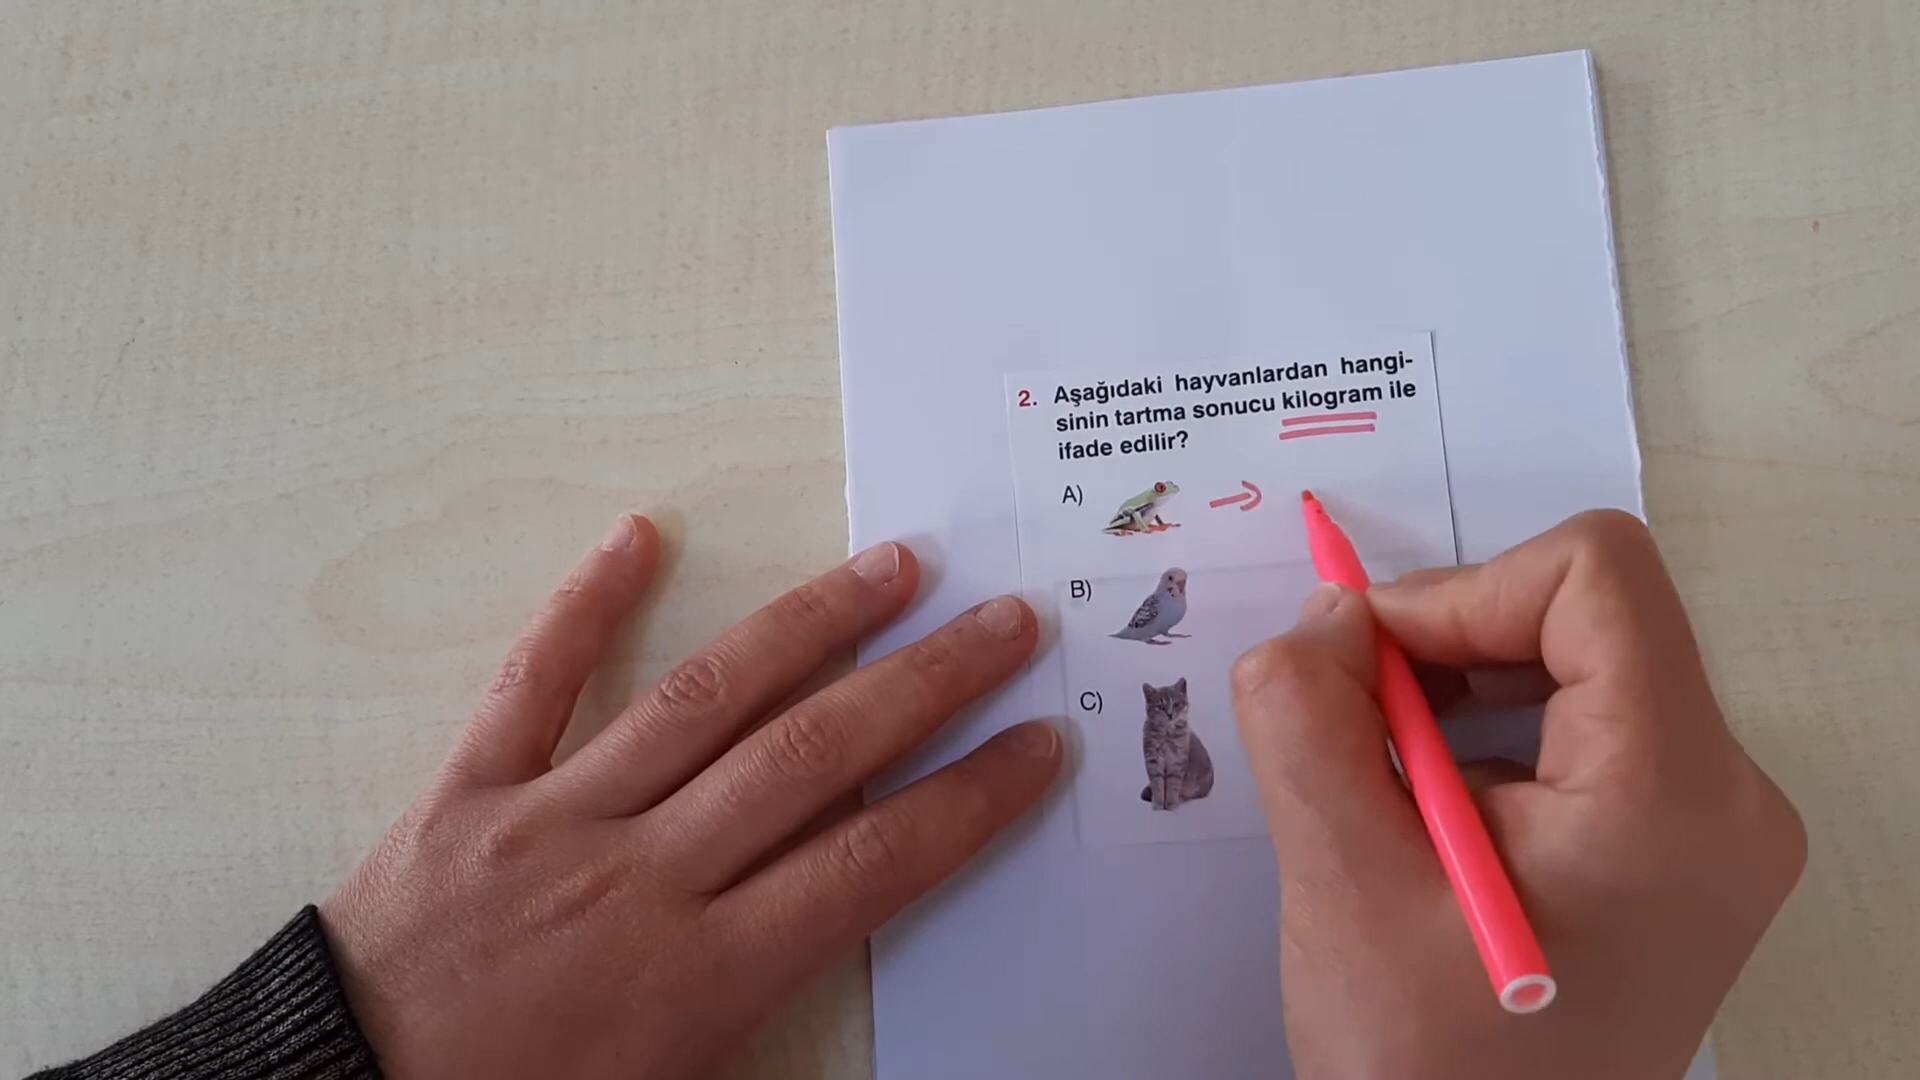 2. Aşağıdaki hayvanlardan hangi-
sinin tartma sonucu kilogram ile
ifade edilir?
A)
B)
C)